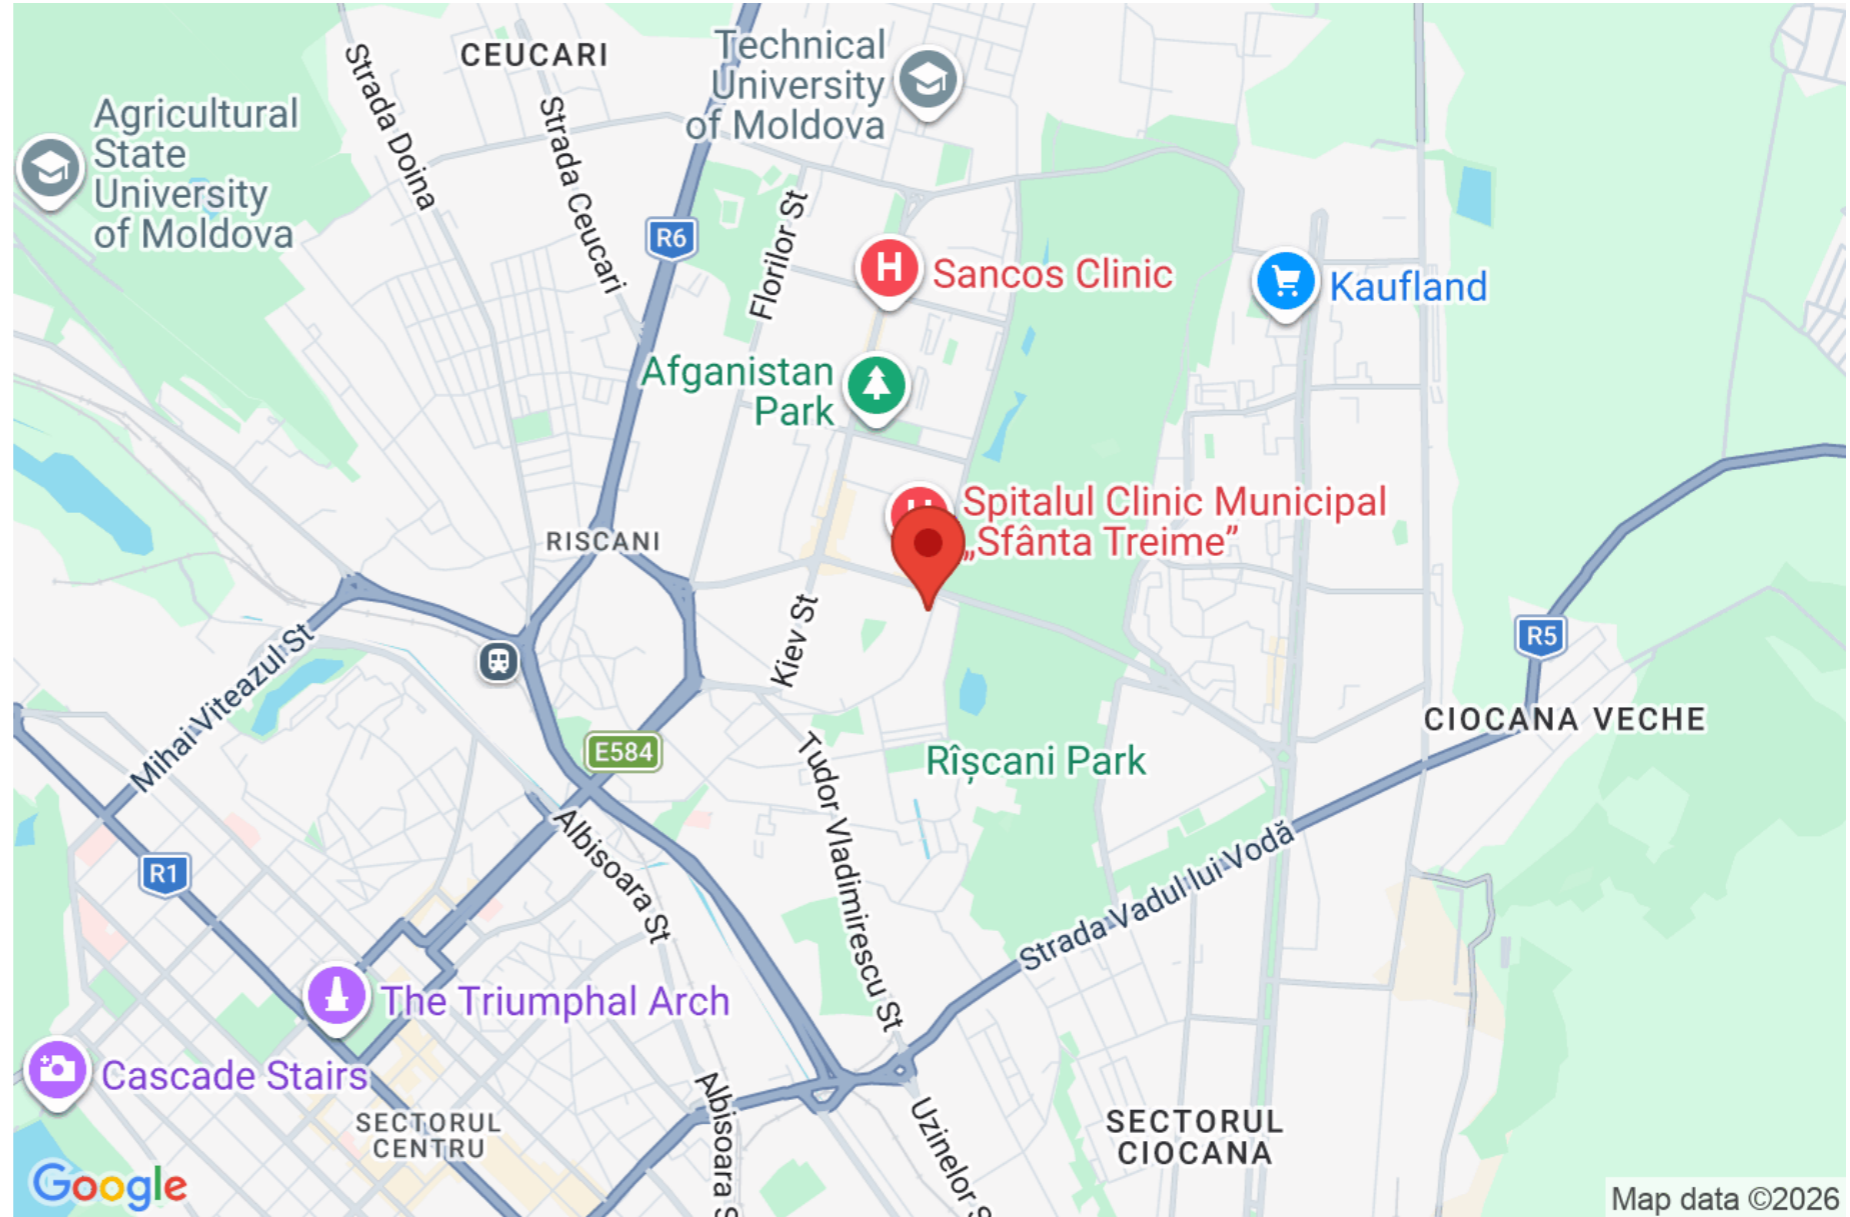 CEUCARI
Technical
University
of Moldova
Agricultural
State
University
of Moldova
Strada Doina
Strada Ceucari
R6
Florilor St
H
Sancos Clinic
Kaufland
Afganistan
Park
Spitalul Clinic Municipal
„Sfânta Treime”
RISCANI
Kiev St
Mihai Viteazul St
R5
CIOCANA VECHE
E584
Rîșcani Park
Tudor Vladimirescu St
Albisoara St
R1
Strada Vadul lui Vodă
The Triumphal Arch
Cascade Stairs
SECTORUL
CENTRU
Albisoara S
Uzinelor S
SECTORUL
CIOCANA
Google
Map data ©2026